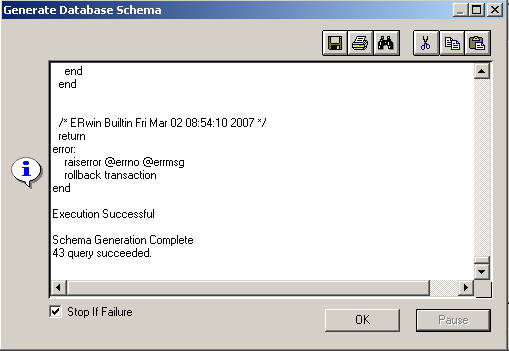 Generate Database Schema
end
end
/* ERwin Builtin Fri Mar 02 08:54:10 2007 */
return
error:
raiserror @errno @errmsg
rollback transaction
end
Execution Successful
Schema Generation Complete
43 query succeeded.
Stop If Failure
OK
Pause